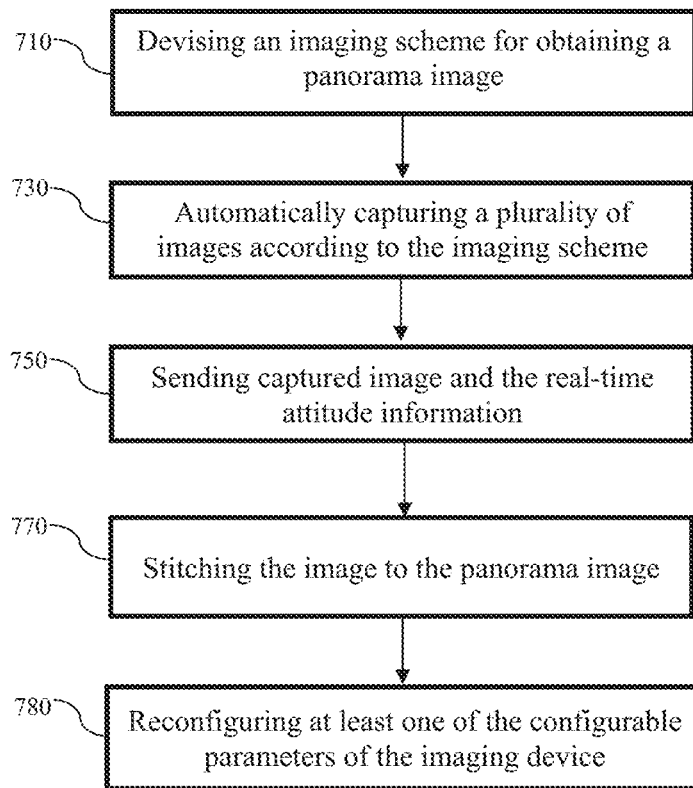 710
Devising an imaging scheme for obtaining a
panorama image
730
Automatically capturing a plurality of
images according to the imaging scheme
750
Sending captured image and the real-time
attitude information
770
Stitching the image to the panorama image
780
Reconfiguring at least one of the configurable
parameters of the imaging device